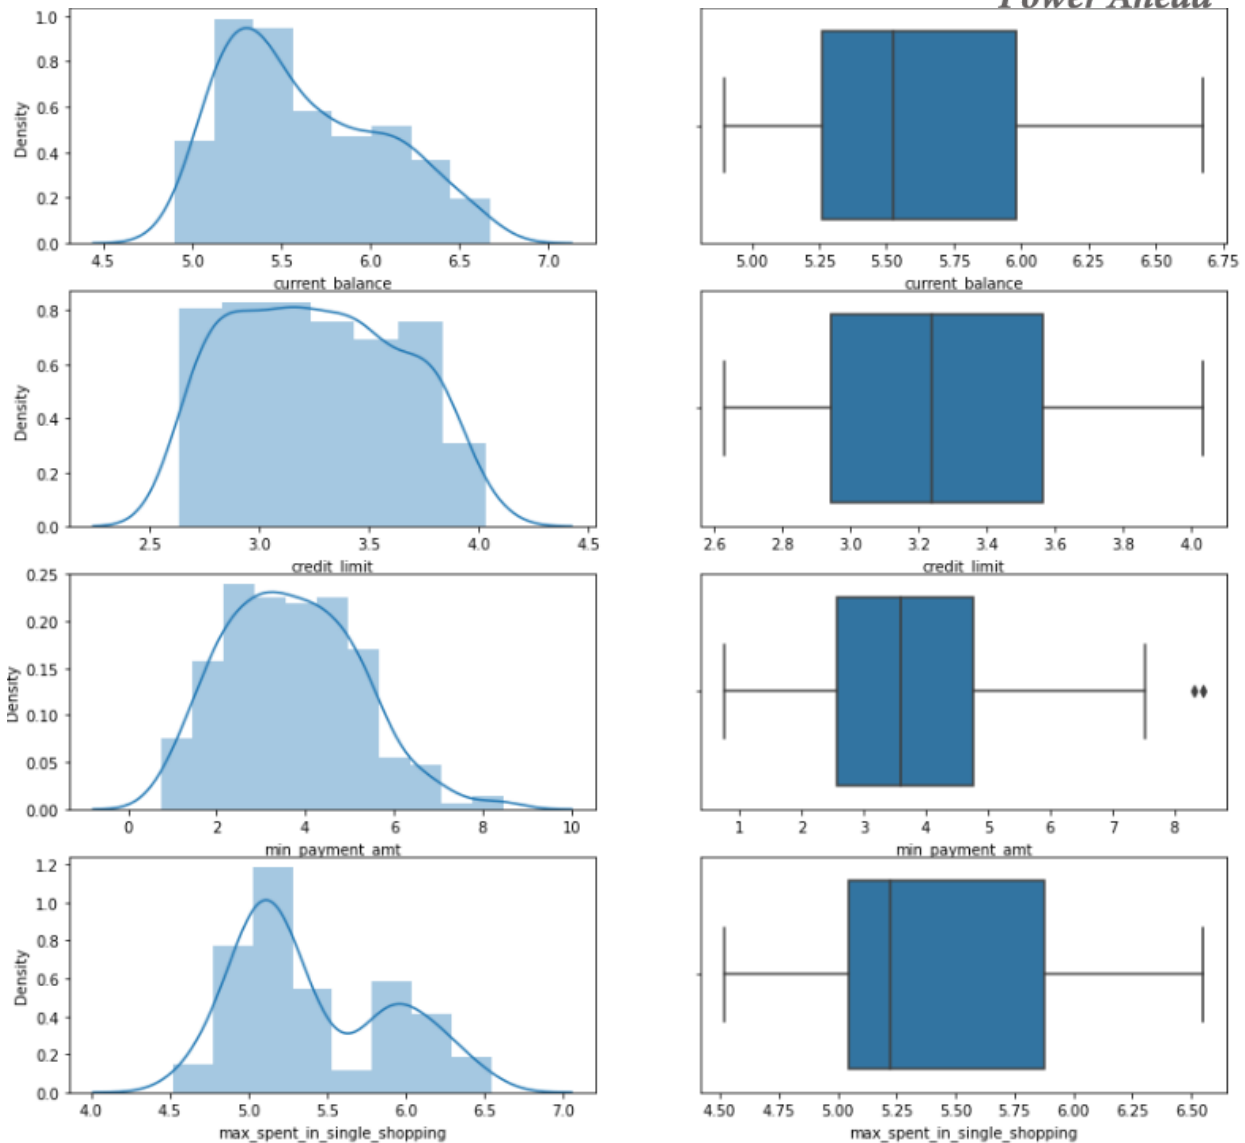 Power Ahead
1.0
0.8
0.6
0.4
0.2
0.0
Density
4.5 5.0 5.5 6.0 6.5 7.0
current_balance
5.00 5.25 5.50 5.75 6.00 6.25 6.50 6.75
current_balance
0.8
0.6
0.4
0.2
0.0
Density
2.5 3.0 3.5 4.0 4.5
credit_limit
2.6 2.8 3.0 3.2 3.4 3.6 3.8 4.0
credit_limit
0.25
0.20
0.15
0.10
0.05
0.00
Density
0 2 4 6 8 10
min_payment_amt
1 2 3 4 5 6 7 8
min_payment_amt
1.2
1.0
0.8
0.6
0.4
0.2
0.0
Density
4.0 4.5 5.0 5.5 6.0 6.5 7.0
max_spent_in_single_shopping
4.50 4.75 5.00 5.25 5.50 5.75 6.00 6.25 6.50
max_spent_in_single_shopping